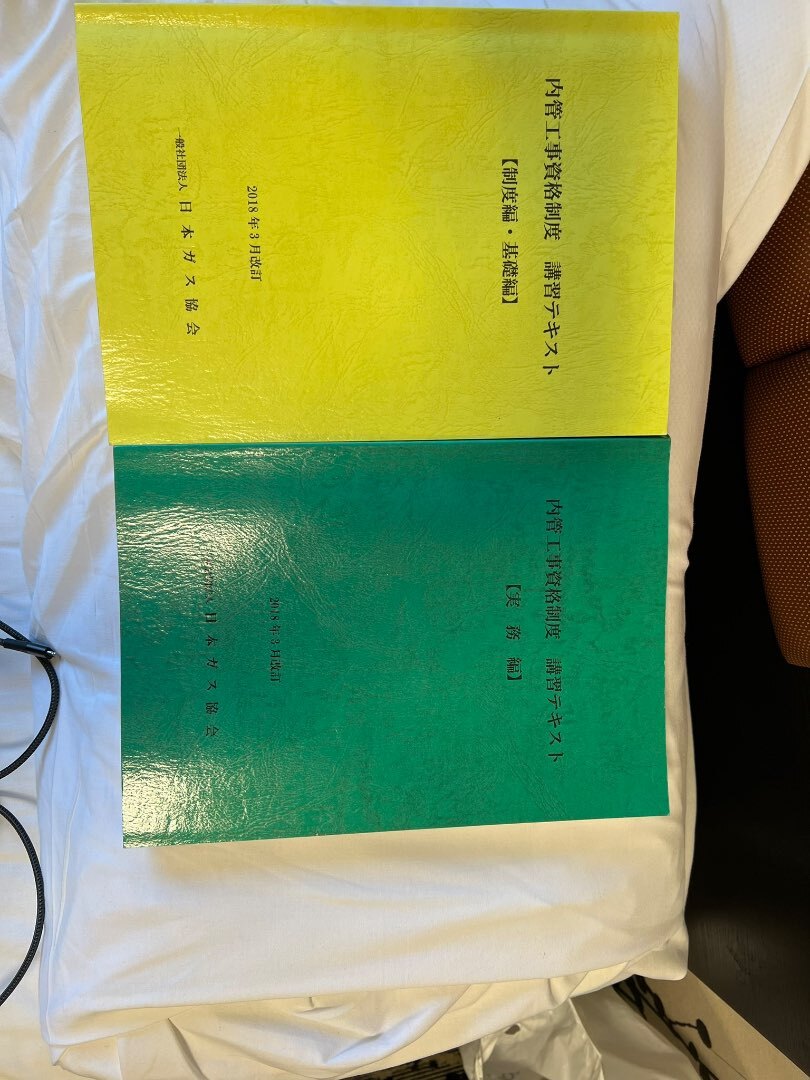 内管工事資格制度 講習テキスト
【制度編・基礎編】
2018年3月改訂
一般社団法人 日本ガス協会
内管工事資格制度 講習テキスト
【実務編】
2018年3月改訂
日本ガス協会